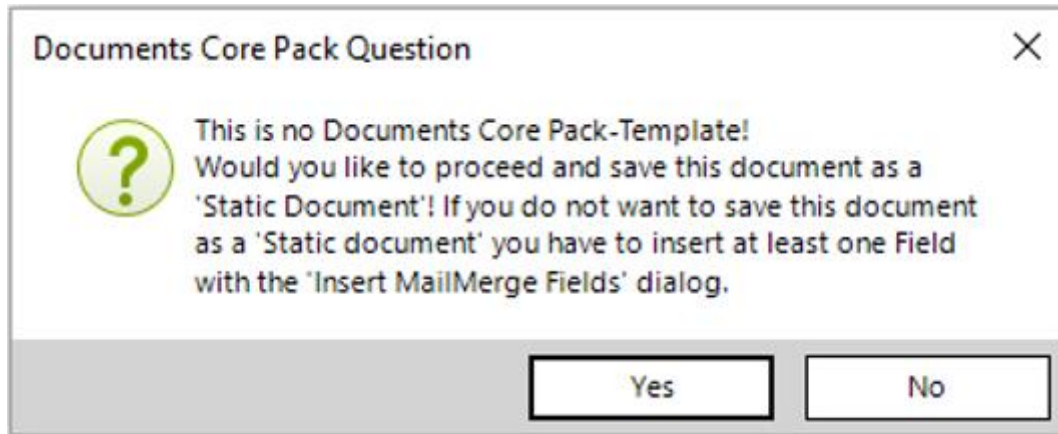 Documents Core Pack Question
This is no Documents Core Pack-Template!
Would you like to proceed and save this document as a
'Static Document'! If you do not want to save this document
as a 'Static document' you have to insert at least one Field
with the 'Insert MailMerge Fields' dialog.
Yes
No